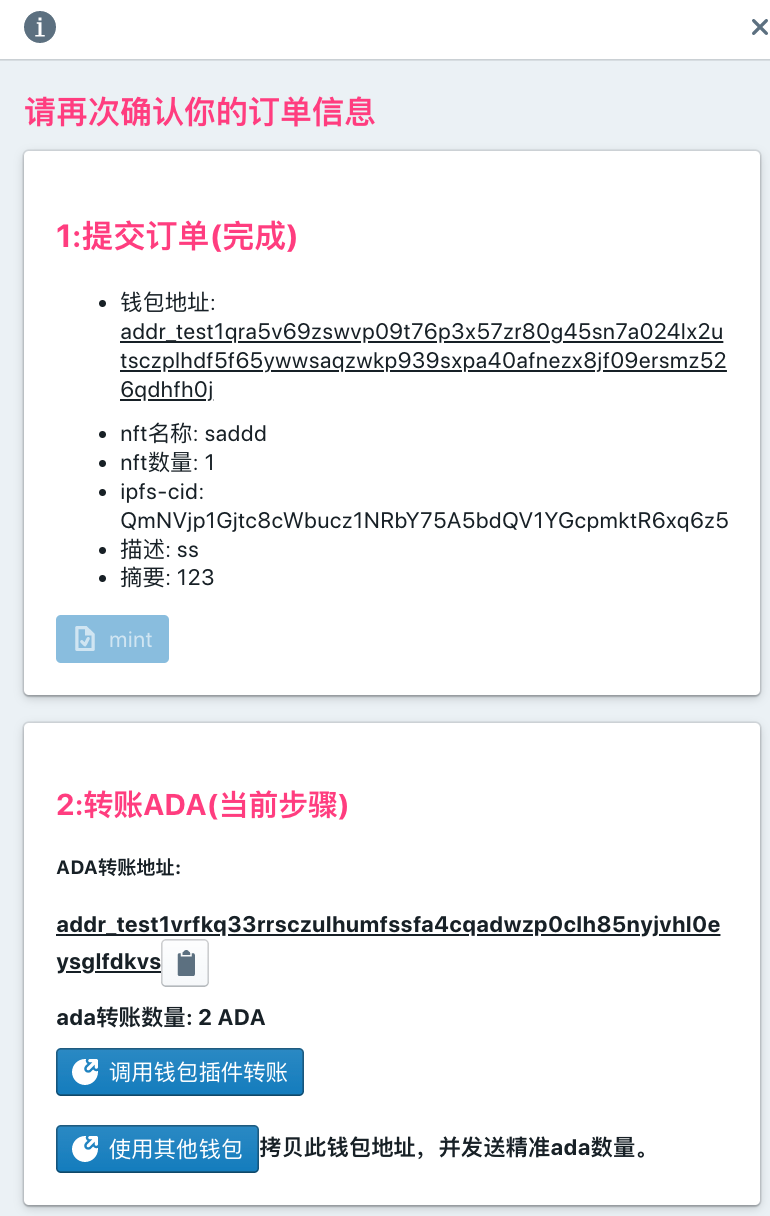 请再次确认你的订单信息
1:提交订单(完成)
钱包地址:
addr_test1qra5v69zswvp09t76p3x57zr80g45sn7a024lx2u
tsczplhdf5f65ywwsaqzwkp939sxpa40afnezx8jf09ersmz52
6qdhfh0j
nft名称: saddd
nft数量: 1
ipfs-cid:
QmNVjp1Gjtc8cWbucz1NRbY75A5bdQV1YGcpmktR6xq6z5
描述: ss
摘要: 123
mint
2:转账ADA(当前步骤)
ADA转账地址:
addr_test1vrfkq33rrsczulhumfssfa4cqadwzp0clh85nyjvhl0e
ysglfdkvs
ada转账数量: 2 ADA
调用钱包插件转账
使用其他钱包 拷贝此钱包地址，并发送精准ada数量。